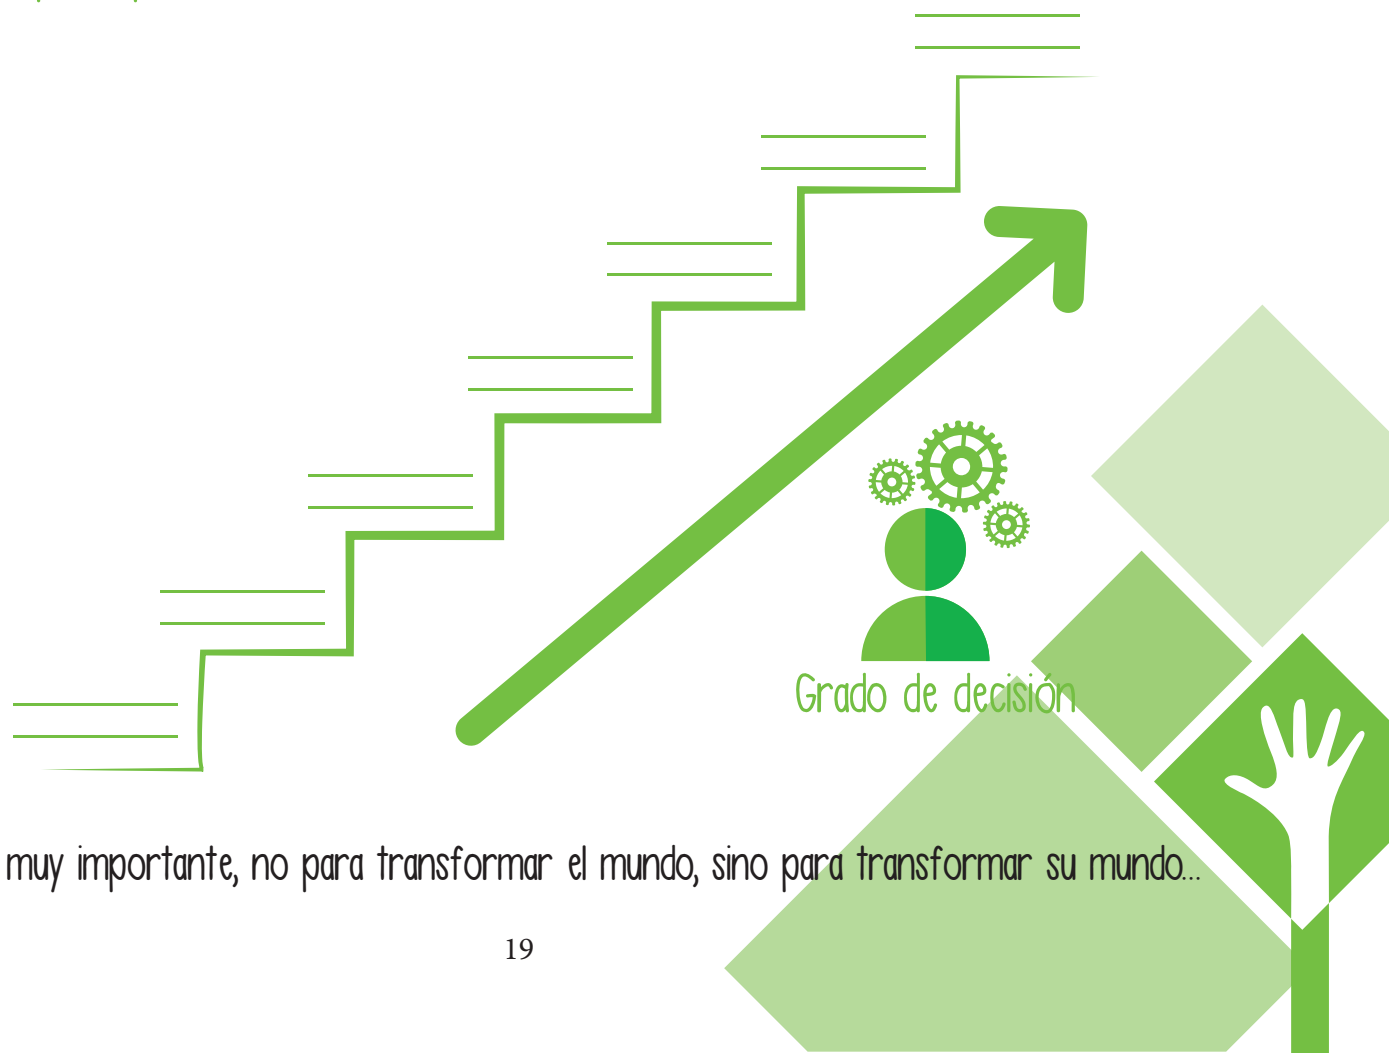 Grado de decisión
muy importante, no para transformar el mundo, sino para transformar su mundo...
19